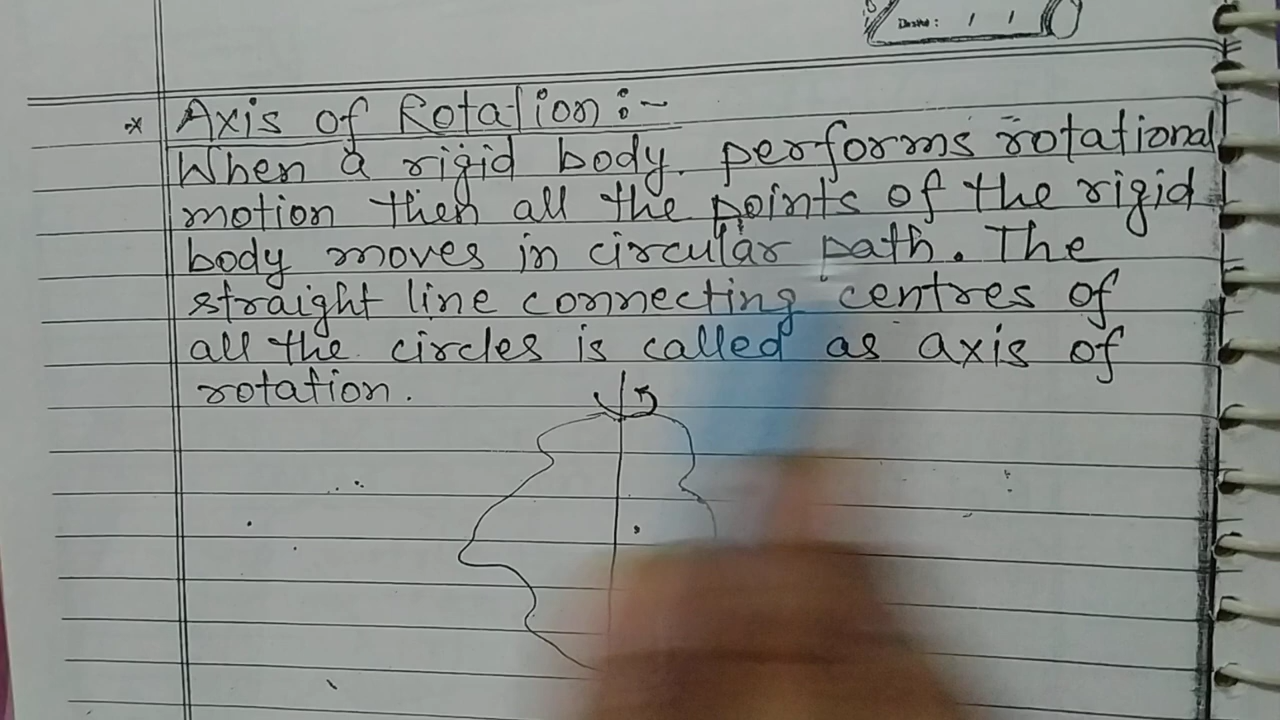 Date: / /
* Axis of Rotation :-
When a rigid body. performs rotational
motion then all the points of the rigid
body moves in circular path. The
straight line connecting centres of
all the circles is called as axis of
rotation.